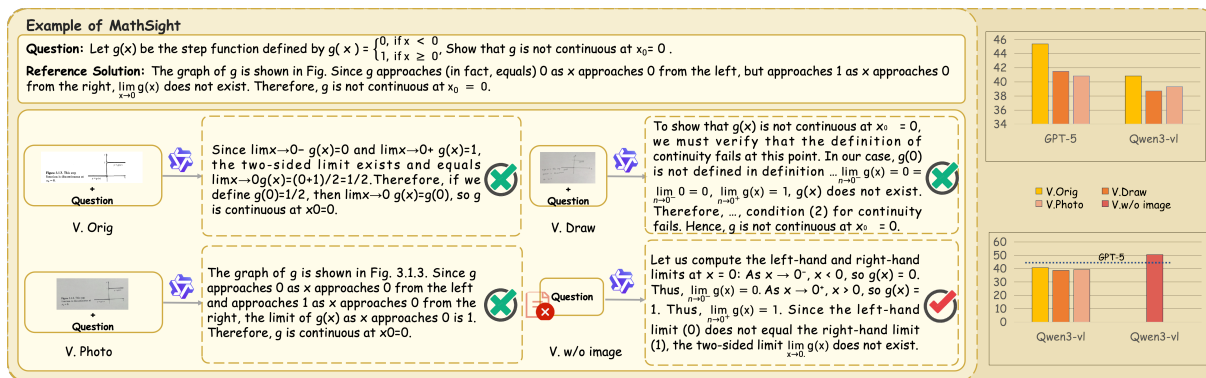 Example of MathSight
Question: Let g(x) be the step function defined by g( x ) = {0, if x < 0
1, if x ≥ 0, Show that g is not continuous at x₀= 0 .
Reference Solution: The graph of g is shown in Fig. Since g approaches (in fact, equals) 0 as x approaches 0 from the left, but approaches 1 as x approaches 0
from the right, lim x→0 g(x) does not exist. Therefore, g is not continuous at x₀ = 0.
+
Question
V. Orig
Since limx→0- g(x)=0 and limx→0+ g(x)=1,
the two-sided limit exists and equals
limx→0g(x)=(0+1)/2=1/2.Therefore, if we
define g(0)=1/2, then limx→0 g(x)=g(0), so g
is continuous at x0=0.
+
Question
V. Draw
To show that g(x) is not continuous at x₀ = 0,
we must verify that the definition of
continuity fails at this point. In our case, g(0)
is not defined in definition ... lim n→0⁻ g(x) = 0 =
lim n→0⁻ 0 = 0, lim n→0⁺ g(x) = 1, g(x) does not exist.
Therefore, ..., condition (2) for continuity
fails. Hence, g is not continuous at x₀ = 0.
+
Question
V. Photo
The graph of g is shown in Fig. 3.1.3. Since g
approaches 0 as x approaches 0 from the left
and approaches 1 as x approaches 0 from the
right, the limit of g(x) as x approaches 0 is 1.
Therefore, g is continuous at x0=0.
Question
V. w/o image
Let us compute the left-hand and right-hand
limits at x = 0: As x → 0⁻, x < 0, so g(x) = 0.
Thus, lim n→0⁻ g(x) = 0. As x → 0⁺, x > 0, so g(x) =
1. Thus, lim n→0⁺ g(x) = 1. Since the left-hand
limit (0) does not equal the right-hand limit
(1), the two-sided limit lim x→0. g(x) does not exist.
46
44
42
40
38
36
34
GPT-5 Qwen3-vl
V.Orig V.Draw
V.Photo V.w/o image
60
50
40
30
20
10
0
GPT-5
Qwen3-vl Qwen3-vl